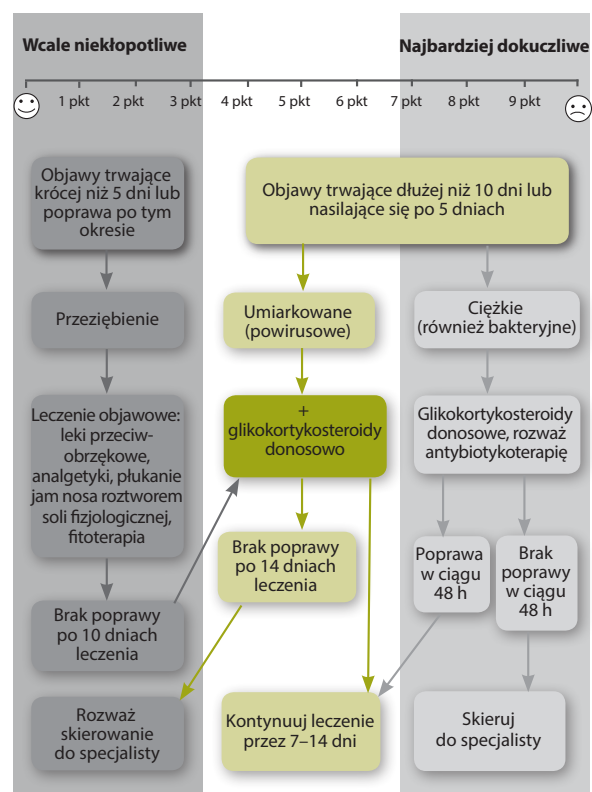 Wcale niekłopotliwe
Najbardziej dokuczliwe
1 pkt
2 pkt
3 pkt
4 pkt
5 pkt
6 pkt
7 pkt
8 pkt
9 pkt
Objawy trwające
krócej niż 5 dni lub
poprawa po tym
okresie
Objawy trwające dłużej niż 10 dni lub
nasilające się po 5 dniach
Przeziębienie
Umiarkowane
(powirusowe)
Ciężkie
(również bakteryjne)
Leczenie objawowe:
leki przeciw-
obrzękowe,
analgetyki, płukanie
jam nosa roztworem
soli fizjologicznej,
fitoterapia
+
glikokortykosteroidy
donosowo
Glikokortykosteroidy
donosowe, rozważ
antybiotykoterapię
Brak poprawy
po 14 dniach
leczenia
Poprawa
w ciągu
48 h
Brak
poprawy
w ciągu
48 h
Brak poprawy
po 10 dniach
leczenia
Rozważ
skierowanie
do specjalisty
Kontynuuj leczenie
przez 7–14 dni
Skieruj
do specjalisty